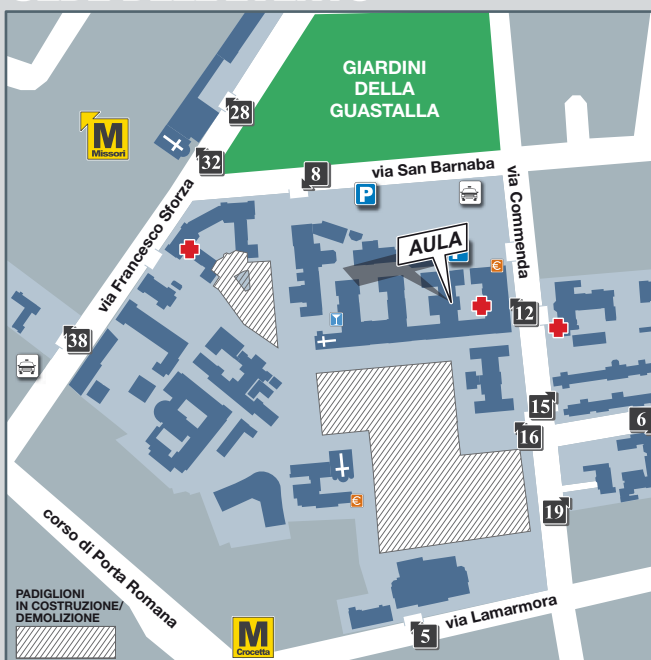 GIARDINI
DELLA
GUASTALLA
28
M
Missori
32
8
via San Barnaba
P
via Francesco Sforza
via Commenda
AULA
€
12
38
15
6
16
€
19
corso di Porta Romana
PADIGLIONI
IN COSTRUZIONE/
DEMOLIZIONE
M
Crocetta
5
via Lamarmora